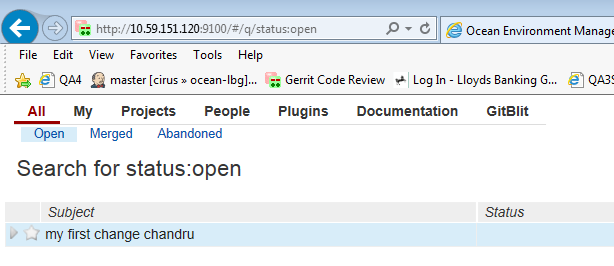 http://10.59.151.120:9100/#/q/status:open
Ocean Environment Manage
File Edit View Favorites Tools Help
QA4 master [cirus » ocean-lbg]... Gerrit Code Review Log In - Lloyds Banking G... QA3S
All My Projects People Plugins Documentation GitBlit
Open Merged Abandoned
Search for status:open
Subject Status
my first change chandru